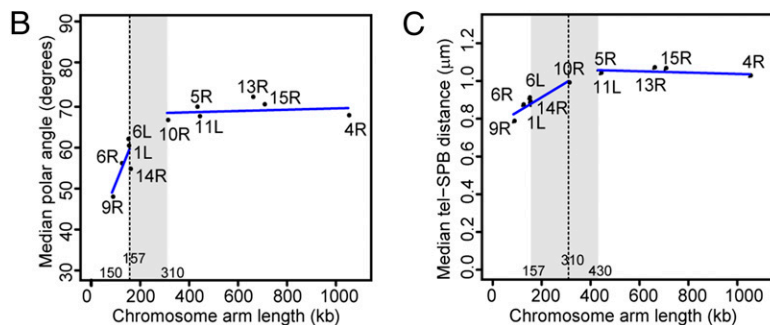 B
Median polar angle (degrees)
90
80
70
60
50
40
30
13R
5R
15R
6L
10R
11L
4R
6R
1L
14R
9R
157
150
310
0
200
400
600
800
1000
Chromosome arm length (kb)
C
Median tel-SPB distance (μm)
1.2
1.0
0.8
0.6
0.4
0.2
0.0
5R
15R
4R
10R
6R
6L
11L
13R
14R
9R
1L
310
157
430
0
200
400
600
800
1000
Chromosome arm length (kb)